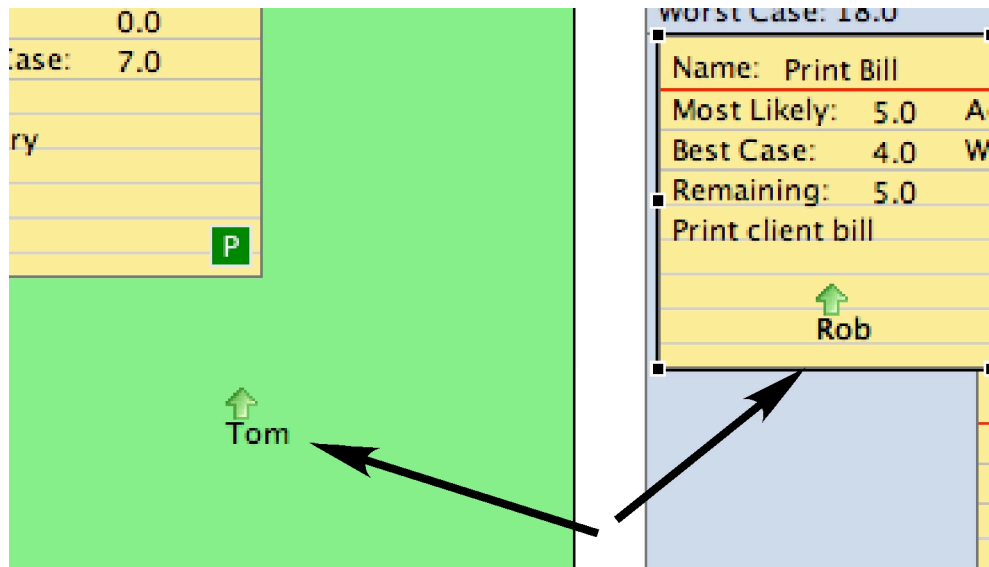 0.0
Case: 7.0
ry
P
Tom
Worst Case: 18.0
Name: Print Bill
Most Likely: 5.0 A
Best Case: 4.0 W
Remaining: 5.0
Print client bill
Rob